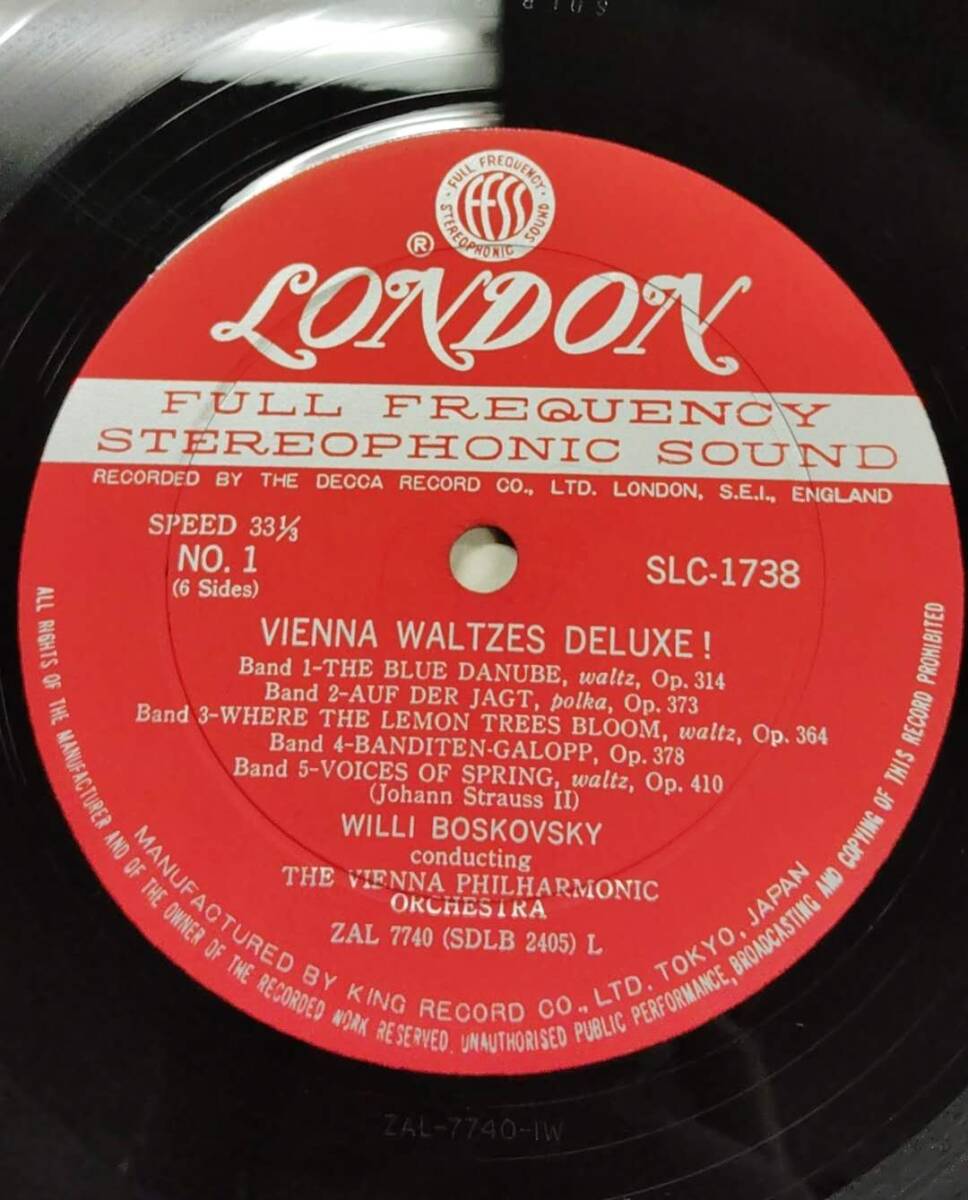 FULL FREQUENCY
FFSS
STEREOPHONIC SOUND
®
LONDON
FULL FREQUENCY
STEREOPHONIC SOUND
RECORDED BY THE DECCA RECORD CO., LTD. LONDON, S.E.I., ENGLAND
SPEED 33⅓
NO. 1
(6 Sides)
SLC-1738
VIENNA WALTZES DELUXE!
Band 1-THE BLUE DANUBE, waltz, Op. 314
Band 2-AUF DER JAGT, polka, Op. 373
Band 3-WHERE THE LEMON TREES BLOOM, waltz, Op. 364
Band 4-BANDITEN-GALOPP, Op. 378
Band 5-VOICES OF SPRING, waltz, Op. 410
(Johann Strauss II)
WILLI BOSKOVSKY
conducting
THE VIENNA PHILHARMONIC
ORCHESTRA
ZAL 7740 (SDLB 2405) L
MANUFACTURED BY KING RECORD CO., LTD. TOKYO, JAPAN
ALL RIGHTS OF THE MANUFACTURER AND OF THE OWNER OF THE RECORDED WORK RESERVED. UNAUTHORISED PUBLIC PERFORMANCE, BROADCASTING AND COPYING OF THIS RECORD PROHIBITED
ZAL-7740-1W